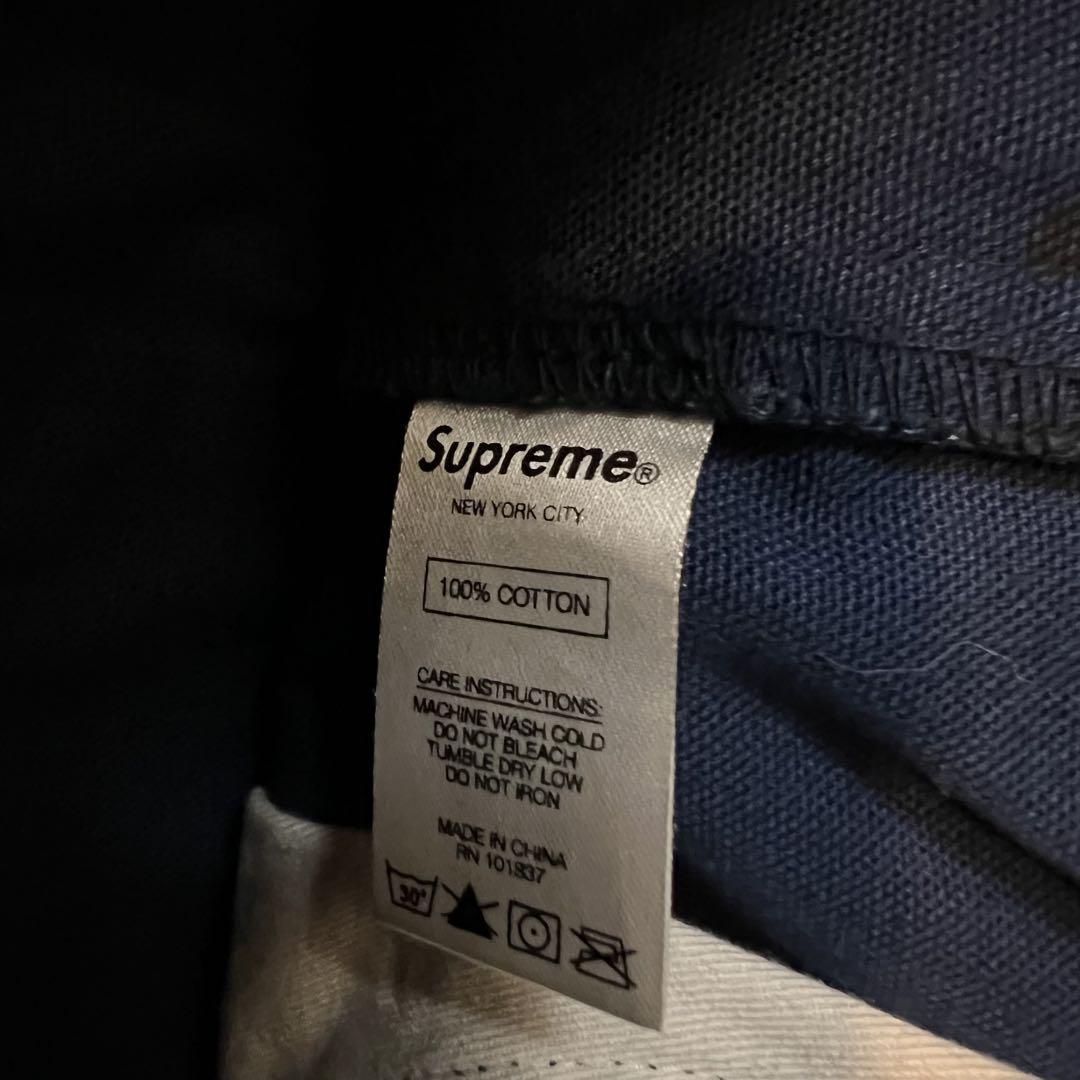 Supreme®
NEW YORK CITY
100% COTTON
CARE INSTRUCTIONS:
MACHINE WASH COLD
DO NOT BLEACH
TUMBLE DRY LOW
DO NOT IRON
MADE IN CHINA
RN 101837
30°